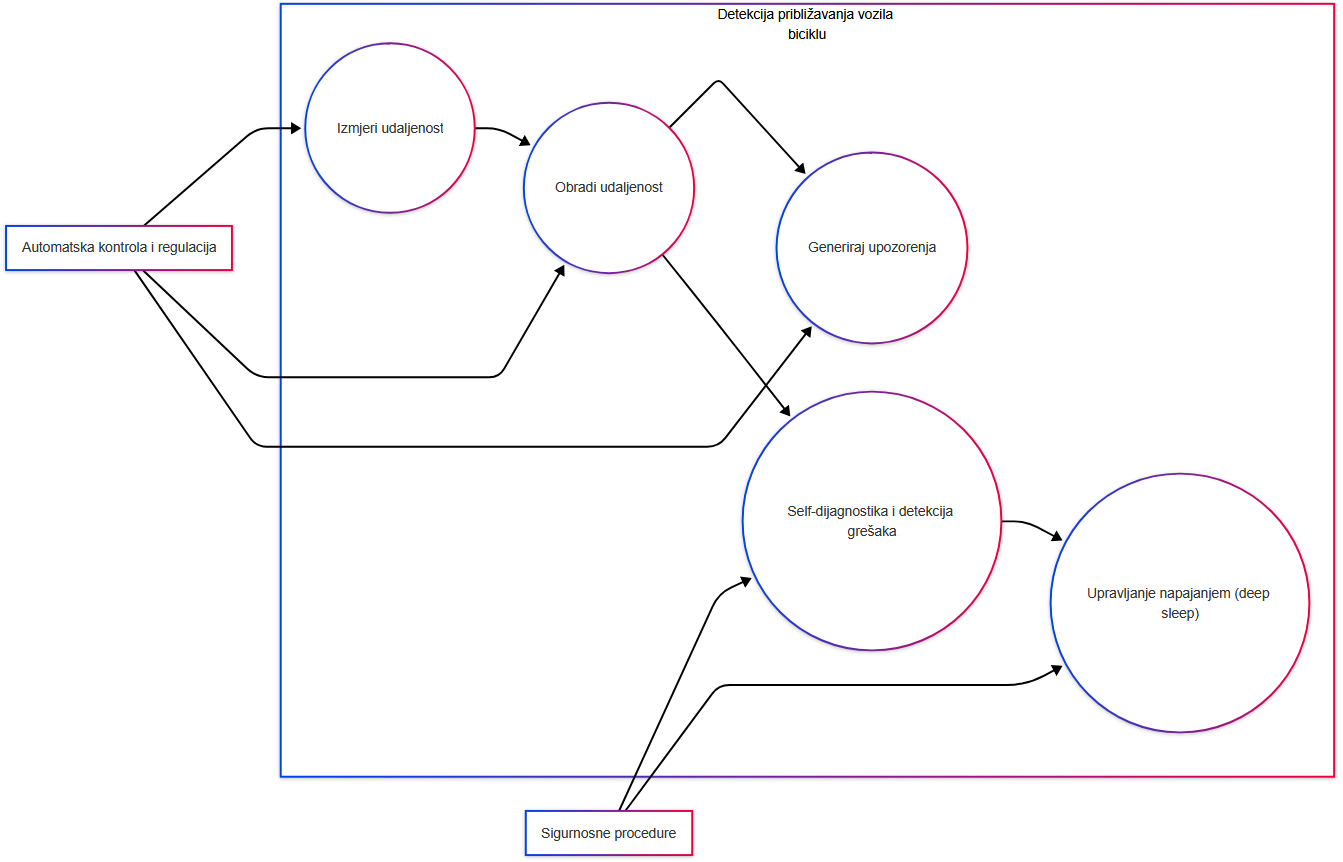 Detekcija približavanja vozila
biciklu
Izmjeri udaljenost
Obradi udaljenost
Automatska kontrola i regulacija
Generiraj upozorenja
Self-dijagnostika i detekcija
grešaka
Upravljanje napajanjem (deep
sleep)
Sigurnosne procedure